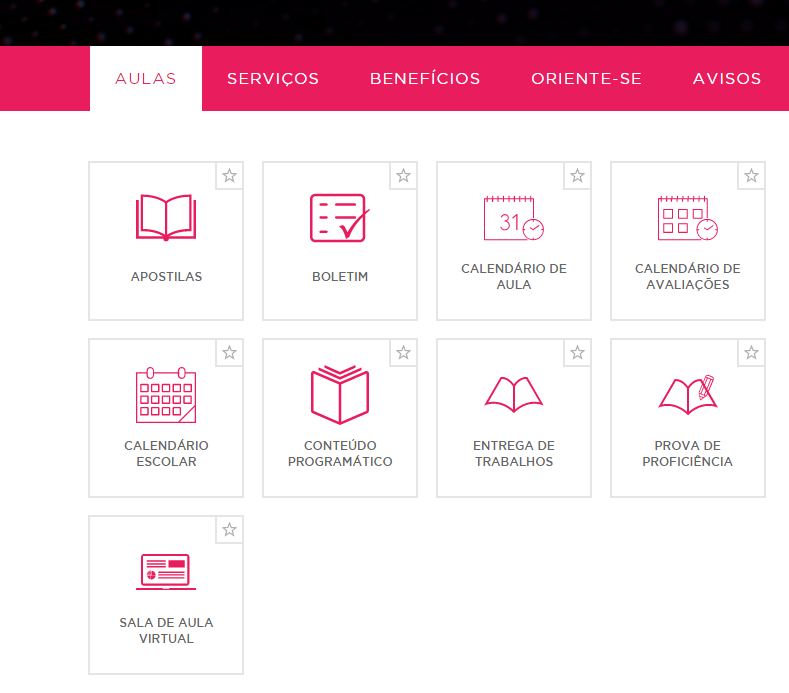 AULAS SERVIÇOS BENEFÍCIOS ORIENTE-SE AVISOS
APOSTILAS
BOLETIM
31
CALENDÁRIO DE
AULA
CALENDÁRIO DE
AVALIAÇÕES
CALENDÁRIO
ESCOLAR
CONTEÚDO
PROGRAMÁTICO
ENTREGA DE
TRABALHOS
PROVA DE
PROFICIÊNCIA
SALA DE AULA
VIRTUAL